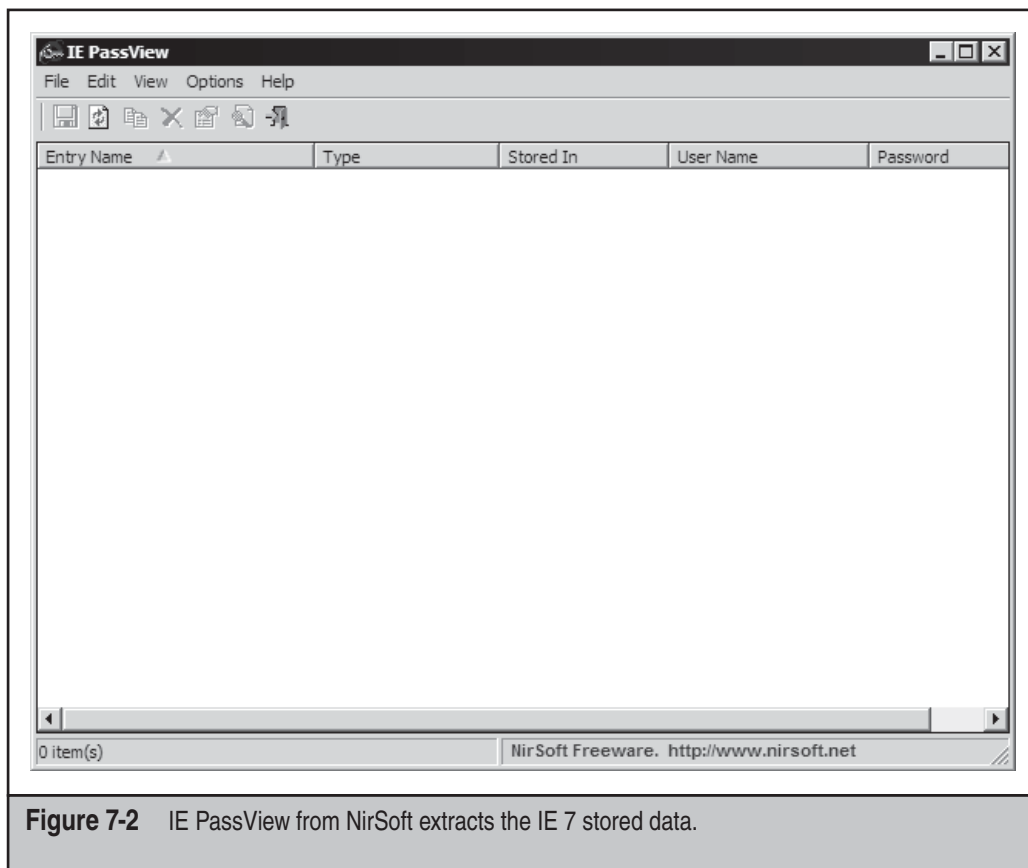 IE PassView
File Edit View Options Help
Entry Name Type Stored In User Name Password
0 item(s) NirSoft Freeware. http://www.nirsoft.net
Figure 7-2 IE PassView from NirSoft extracts the IE 7 stored data.